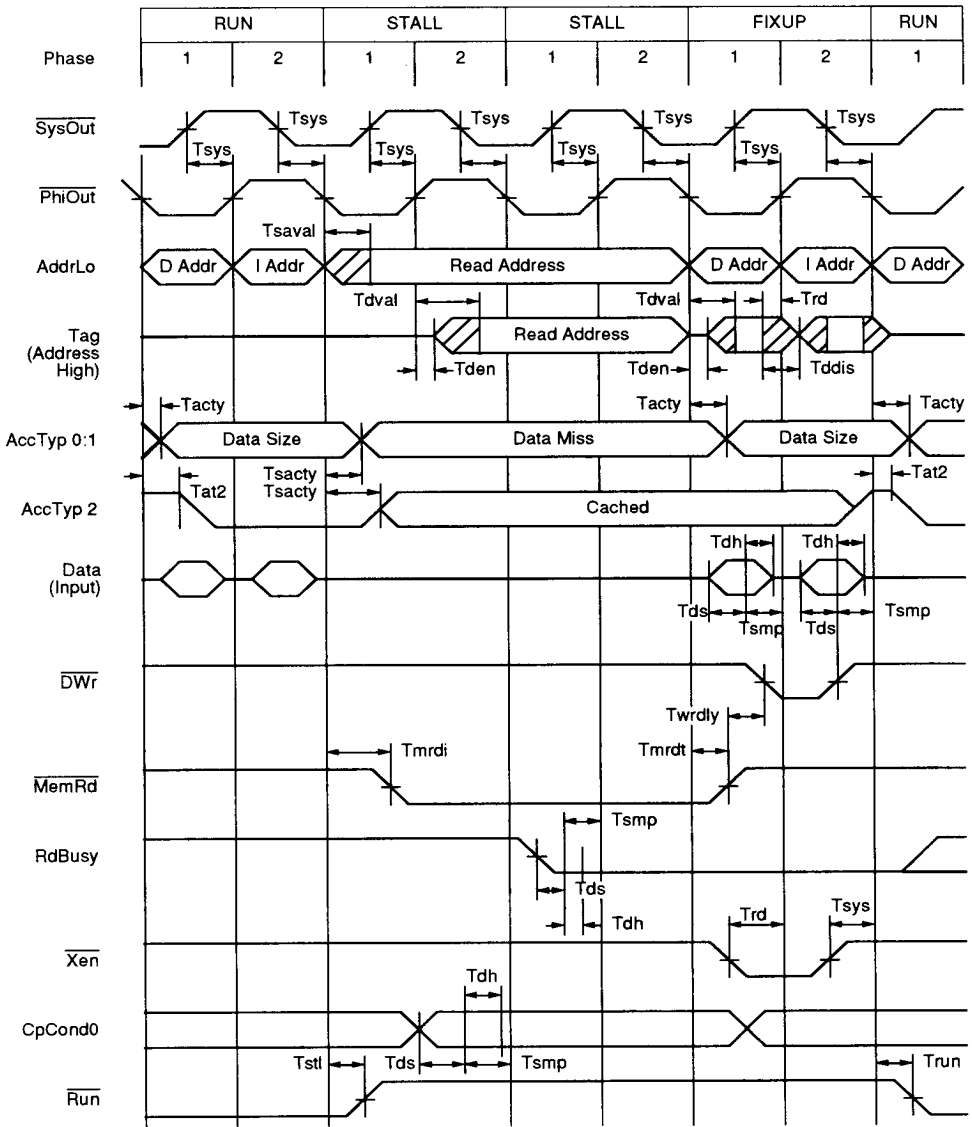 RUN STALL STALL FIXUP RUN
Phase 1 2 1 2 1 2 1 2 1
SysOut Tsys Tsys Tsys Tsys
Tsys Tsys Tsys Tsys
PhiOut
Tsaval
AddrLo D Addr I Addr Read Address D Addr I Addr D Addr
Tdval Tdval Trd
Tag
(Address
High)
Read Address
Tden Tden Tddis
Tacty Tacty Tacty
AccTyp 0:1 Data Size Data Miss Data Size
Tsacty
Tat2 Tsacty Tat2
AccTyp 2 Cached
Tdh Tdh
Data
(Input)
Tds Tsmp Tds Tsmp
DWr
Twrdly
Tmrdi Tmrdt
MemRd
Tsmp
RdBusy
Tds
Tdh
Trd Tsys
Xen
Tdh
CpCond0
Tstl Tds Tsmp Trun
Run